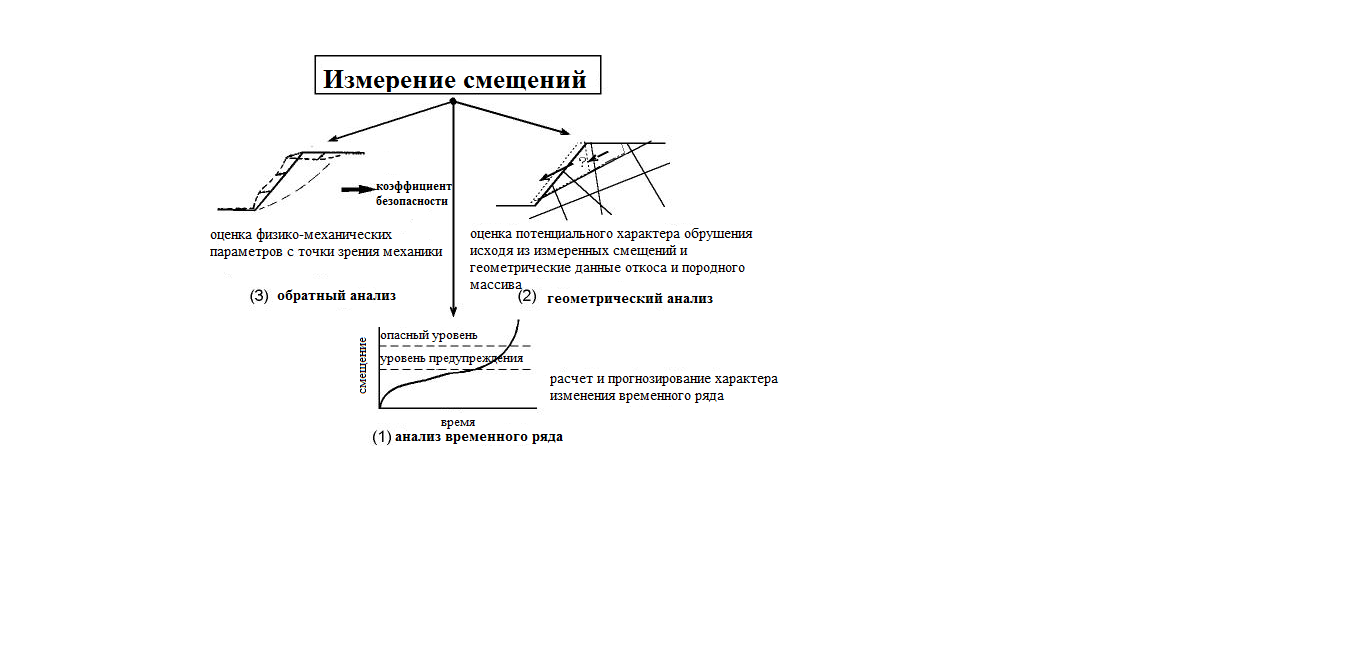 Измерение смещений
коэффициент
безопасности
оценка физико-механических
параметров с точки зрения механики
(3) обратный анализ
?
оценка потенциального характера обрушения
исходя из измеренных смещений и
геометрические данные откоса и породного
массива
(2) геометрический анализ
опасный уровень
уровень предупреждения
смещение
время
расчет и прогнозирование характера
изменения временного ряда
(1) анализ временного ряда